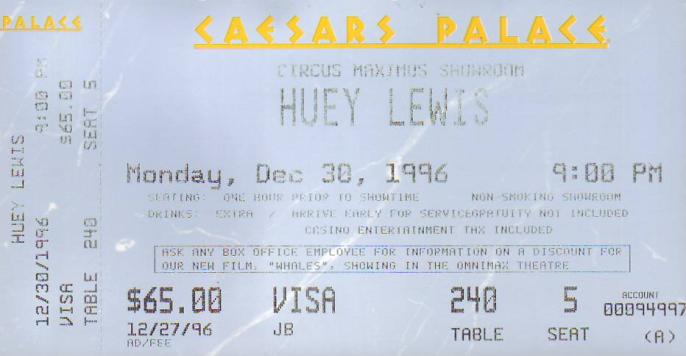 PALACE
HUEY LEWIS 9:00 PM
12/30/1996 $65.00
VISA
TABLE 240 SEAT 5
CAESARS PALACE
CIRCUS MAXIMUS SHOWROOM
HUEY LEWIS
Monday, Dec 30, 1996 9:00 PM
SEATING: ONE HOUR PRIOR TO SHOWTIME NON-SMOKING SHOWROOM
DRINKS: EXTRA / ARRIVE EARLY FOR SERVICEGRATUITY NOT INCLUDED
CASINO ENTERTAINMENT TAX INCLUDED
ASK ANY BOX OFFICE EMPLOYEE FOR INFORMATION ON A DISCOUNT FOR
OUR NEW FILM, "WHALES", SHOWING IN THE OMNIMAX THEATRE
$65.00 VISA 240 5 ACCOUNT
00094997
12/27/96 JB TABLE SEAT (A)
AD/FEE